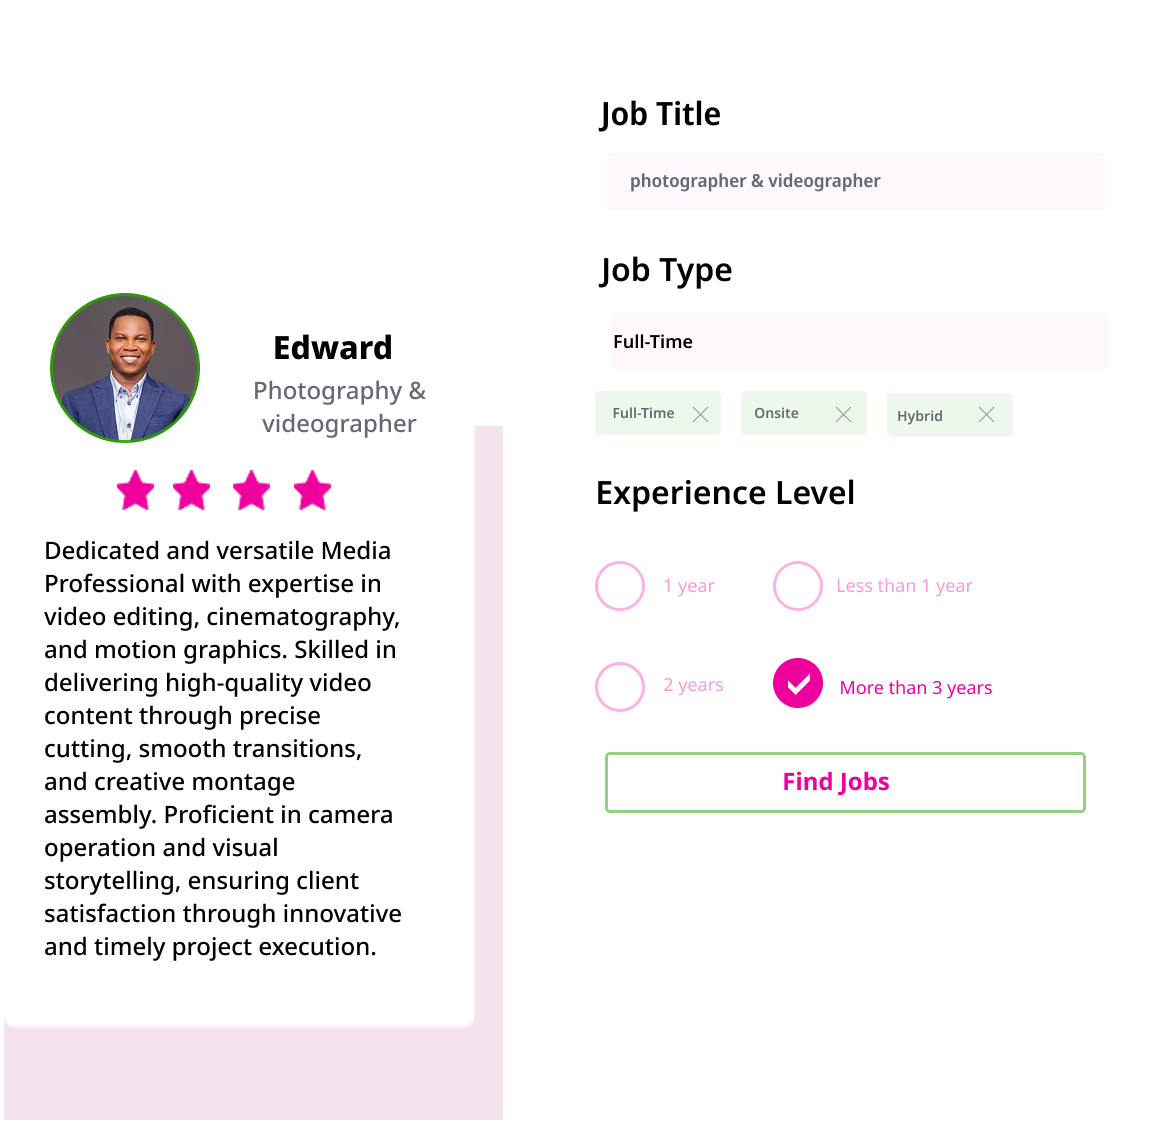 Edward
Photography &
videographer
Dedicated and versatile Media
Professional with expertise in
video editing, cinematography,
and motion graphics. Skilled in
delivering high-quality video
content through precise
cutting, smooth transitions,
and creative montage
assembly. Proficient in camera
operation and visual
storytelling, ensuring client
satisfaction through innovative
and timely project execution.
Job Title
photographer & videographer
Job Type
Full-Time
Full-Time
Onsite
Hybrid
Experience Level
1 year
Less than 1 year
2 years
More than 3 years
Find Jobs